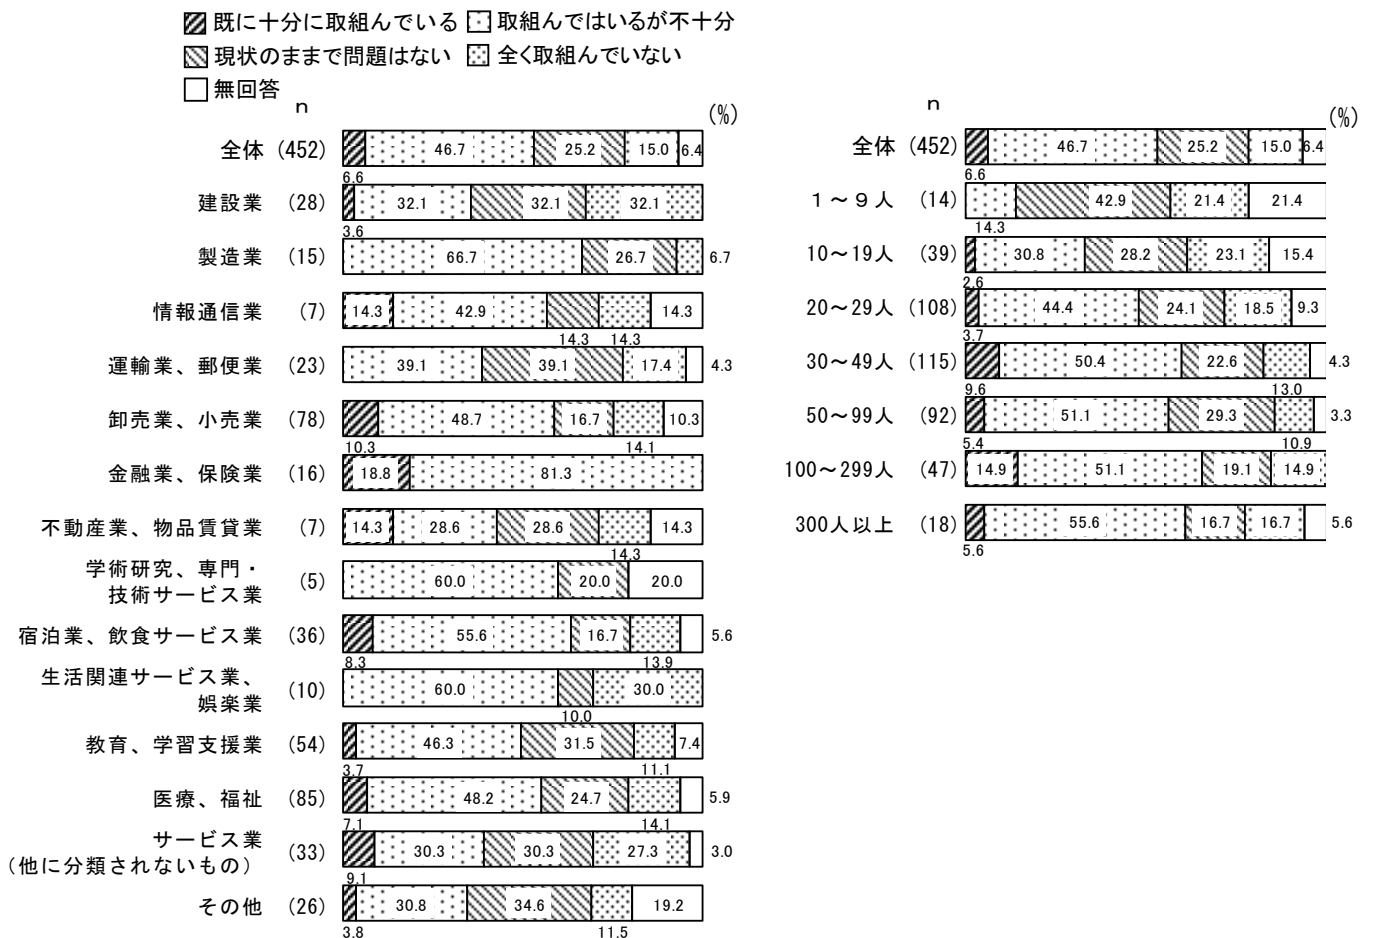 既に十分に取組んでいる 取組んではいるが不十分
現状のままで問題はない 全く取組んでいない
無回答
n (%)
全体 (452) 6.6 46.7 25.2 15.0 6.4
建設業 (28) 3.6 32.1 32.1 32.1
製造業 (15) 66.7 26.7 6.7
情報通信業 (7) 14.3 42.9 14.3 14.3 14.3
運輸業、郵便業 (23) 39.1 39.1 17.4 4.3
卸売業、小売業 (78) 10.3 48.7 16.7 14.1 10.3
金融業、保険業 (16) 18.8 81.3
不動産業、物品賃貸業 (7) 14.3 28.6 28.6 14.3 14.3
学術研究、専門・
技術サービス業 (5) 60.0 20.0 20.0
宿泊業、飲食サービス業 (36) 8.3 55.6 16.7 13.9 5.6
生活関連サービス業、
娯楽業 (10) 60.0 10.0 30.0
教育、学習支援業 (54) 3.7 46.3 31.5 11.1 7.4
医療、福祉 (85) 7.1 48.2 24.7 14.1 5.9
サービス業
(他に分類されないもの) (33) 9.1 30.3 30.3 27.3 3.0
その他 (26) 3.8 30.8 34.6 11.5 19.2
n (%)
全体 (452) 6.6 46.7 25.2 15.0 6.4
1～9人 (14) 14.3 42.9 21.4 21.4
10～19人 (39) 2.6 30.8 28.2 23.1 15.4
20～29人 (108) 3.7 44.4 24.1 18.5 9.3
30～49人 (115) 9.6 50.4 22.6 13.0 4.3
50～99人 (92) 5.4 51.1 29.3 10.9 3.3
100～299人 (47) 14.9 51.1 19.1 14.9
300人以上 (18) 5.6 55.6 16.7 16.7 5.6